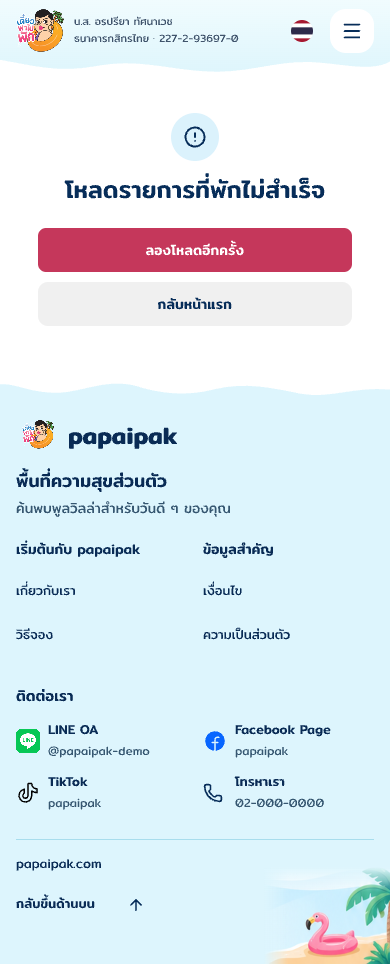 น.ส. อรปรียา ทัศนาเวช
ธนาคารกสิกรไทย · 227-2-93697-0
โหลดรายการที่พักไม่สำเร็จ
ลองโหลดอีกครั้ง
กลับหน้าแรก
papaipak
พื้นที่ความสุขส่วนตัว
ค้นพบพูลวิลล่าสำหรับวันดี ๆ ของคุณ
เริ่มต้นกับ papaipak
ข้อมูลสำคัญ
เกี่ยวกับเรา
เงื่อนไข
วิธีจอง
ความเป็นส่วนตัว
ติดต่อเรา
LINE
LINE OA
@papaipak-demo
Facebook Page
papaipak
TikTok
papaipak
โทรหาเรา
02-000-0000
papaipak.com
กลับขึ้นด้านบน